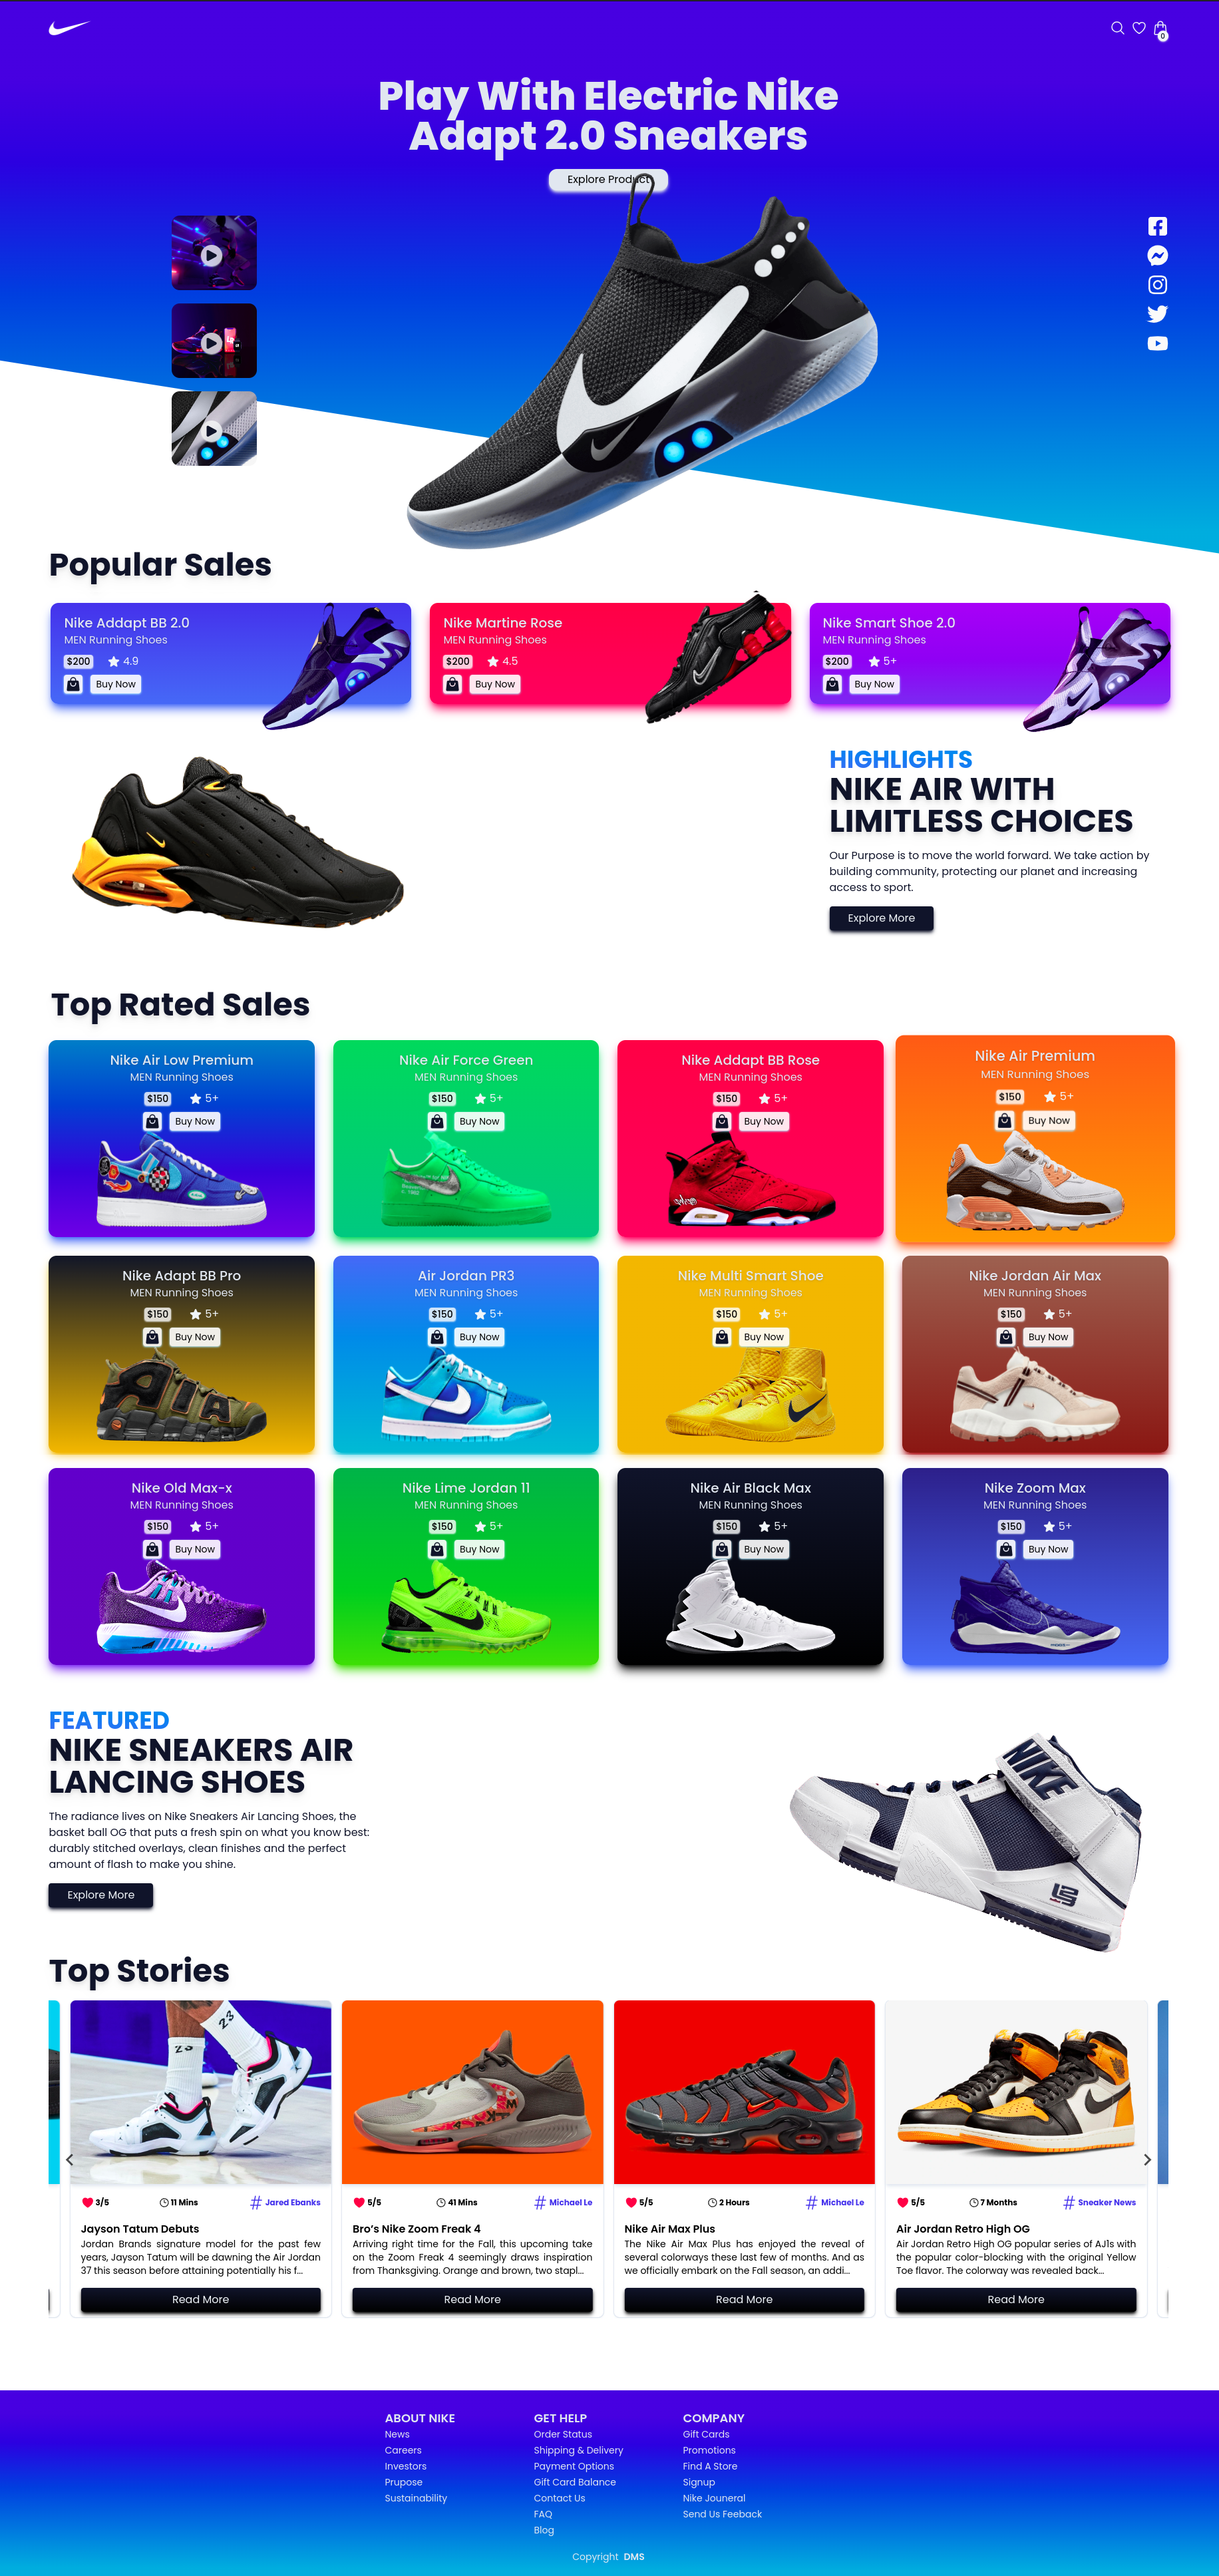 0
Play With Electric Nike
Adapt 2.0 Sneakers
Explore Product
Popular Sales
Nike Addapt BB 2.0
MEN Running Shoes
$200 4.9
Buy Now
Nike Martine Rose
MEN Running Shoes
$200 4.5
Buy Now
Nike Smart Shoe 2.0
MEN Running Shoes
$200 5+
Buy Now
HIGHLIGHTS
NIKE AIR WITH
LIMITLESS CHOICES
Our Purpose is to move the world forward. We take action by
building community, protecting our planet and increasing
access to sport.
Explore More
Top Rated Sales
Nike Air Low Premium
MEN Running Shoes
$150 5+
Buy Now
Nike Air Force Green
MEN Running Shoes
$150 5+
Buy Now
Nike Addapt BB Rose
MEN Running Shoes
$150 5+
Buy Now
Nike Air Premium
MEN Running Shoes
$150 5+
Buy Now
Nike Adapt BB Pro
MEN Running Shoes
$150 5+
Buy Now
Air Jordan PR3
MEN Running Shoes
$150 5+
Buy Now
Nike Multi Smart Shoe
MEN Running Shoes
$150 5+
Buy Now
Nike Jordan Air Max
MEN Running Shoes
$150 5+
Buy Now
Nike Old Max-x
MEN Running Shoes
$150 5+
Buy Now
Nike Lime Jordan 11
MEN Running Shoes
$150 5+
Buy Now
Nike Air Black Max
MEN Running Shoes
$150 5+
Buy Now
Nike Zoom Max
MEN Running Shoes
$150 5+
Buy Now
FEATURED
NIKE SNEAKERS AIR
LANCING SHOES
The radiance lives on Nike Sneakers Air Lancing Shoes, the
basket ball OG that puts a fresh spin on what you know best:
durably stitched overlays, clean finishes and the perfect
amount of flash to make you shine.
Explore More
NIKE
Top Stories
23
23
3/5 11 Mins # Jared Ebanks
Jayson Tatum Debuts
Jordan Brands signature model for the past few
years, Jayson Tatum will be dawning the Air Jordan
37 this season before attaining potentially his f...
Read More
5/5 41 Mins # Michael Le
Bro's Nike Zoom Freak 4
Arriving right time for the Fall, this upcoming take
on the Zoom Freak 4 seemingly draws inspiration
from Thanksgiving. Orange and brown, two stapl...
Read More
5/5 2 Hours # Michael Le
Nike Air Max Plus
The Nike Air Max Plus has enjoyed the reveal of
several colorways these last few of months. And as
we officially embark on the Fall season, an addi...
Read More
5/5 7 Months # Sneaker News
Air Jordan Retro High OG
Air Jordan Retro High OG popular series of AJ1s with
the popular color-blocking with the original Yellow
Toe flavor. The colorway was revealed back...
Read More
ABOUT NIKE
News
Careers
Investors
Prupose
Sustainability
GET HELP
Order Status
Shipping & Delivery
Payment Options
Gift Card Balance
Contact Us
FAQ
Blog
COMPANY
Gift Cards
Promotions
Find A Store
Signup
Nike Jouneral
Send Us Feeback
Copyright DMS